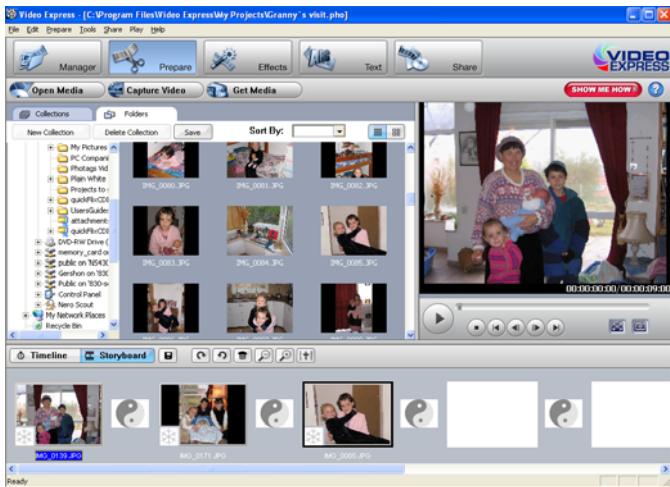 Video Express - [C:\Program Files\Video Express\My Projects\Granny`s visit.pho]
File Edit Prepare Tools Share Play Help
Manager Prepare Effects Text Share
VIDEO EXPRESS
Open Media Capture Video Get Media
SHOW ME HOW! ?
Collections Folders
New Collection Delete Collection Save Sort By:
My Pictures
PC Compani
Photags Vid
Plain White
Projects to
quickFlixCD
UsersGuides
attachment
quickFlixCD
DVD-RW Drive (
memory_card on
public on
Gershon on '830
Public on '830-s
Control Panel
Nero Scout
My Network Places
Recycle Bin
IMG_0080.JPG IMG_0081.JPG IMG_0082.JPG
IMG_0083.JPG IMG_0084.JPG IMG_0085.JPG
00:00:00:00/00:00:09:00
Timeline Storyboard
IMG_0139.JPG IMG_0171.JPG IMG_0085.JPG
Ready